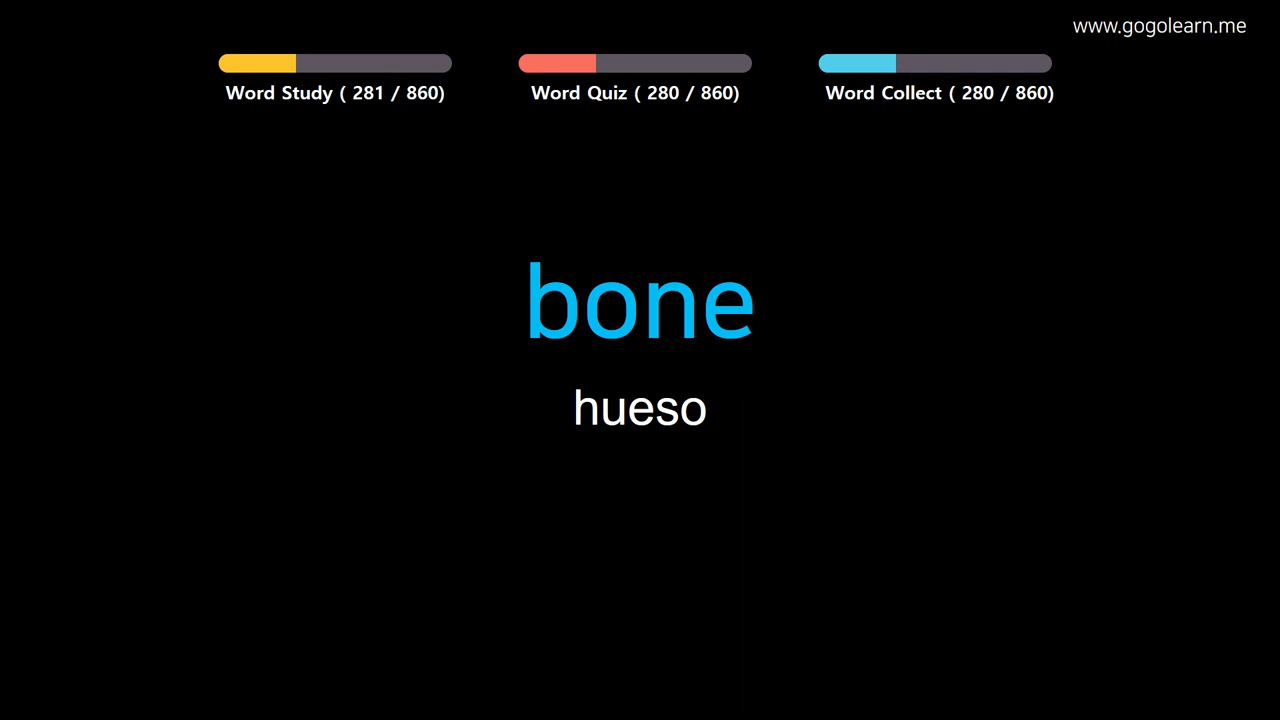 www.gogolearn.me
Word Study ( 281 / 860)
Word Quiz ( 280 / 860)
Word Collect ( 280 / 860)
bone
hueso